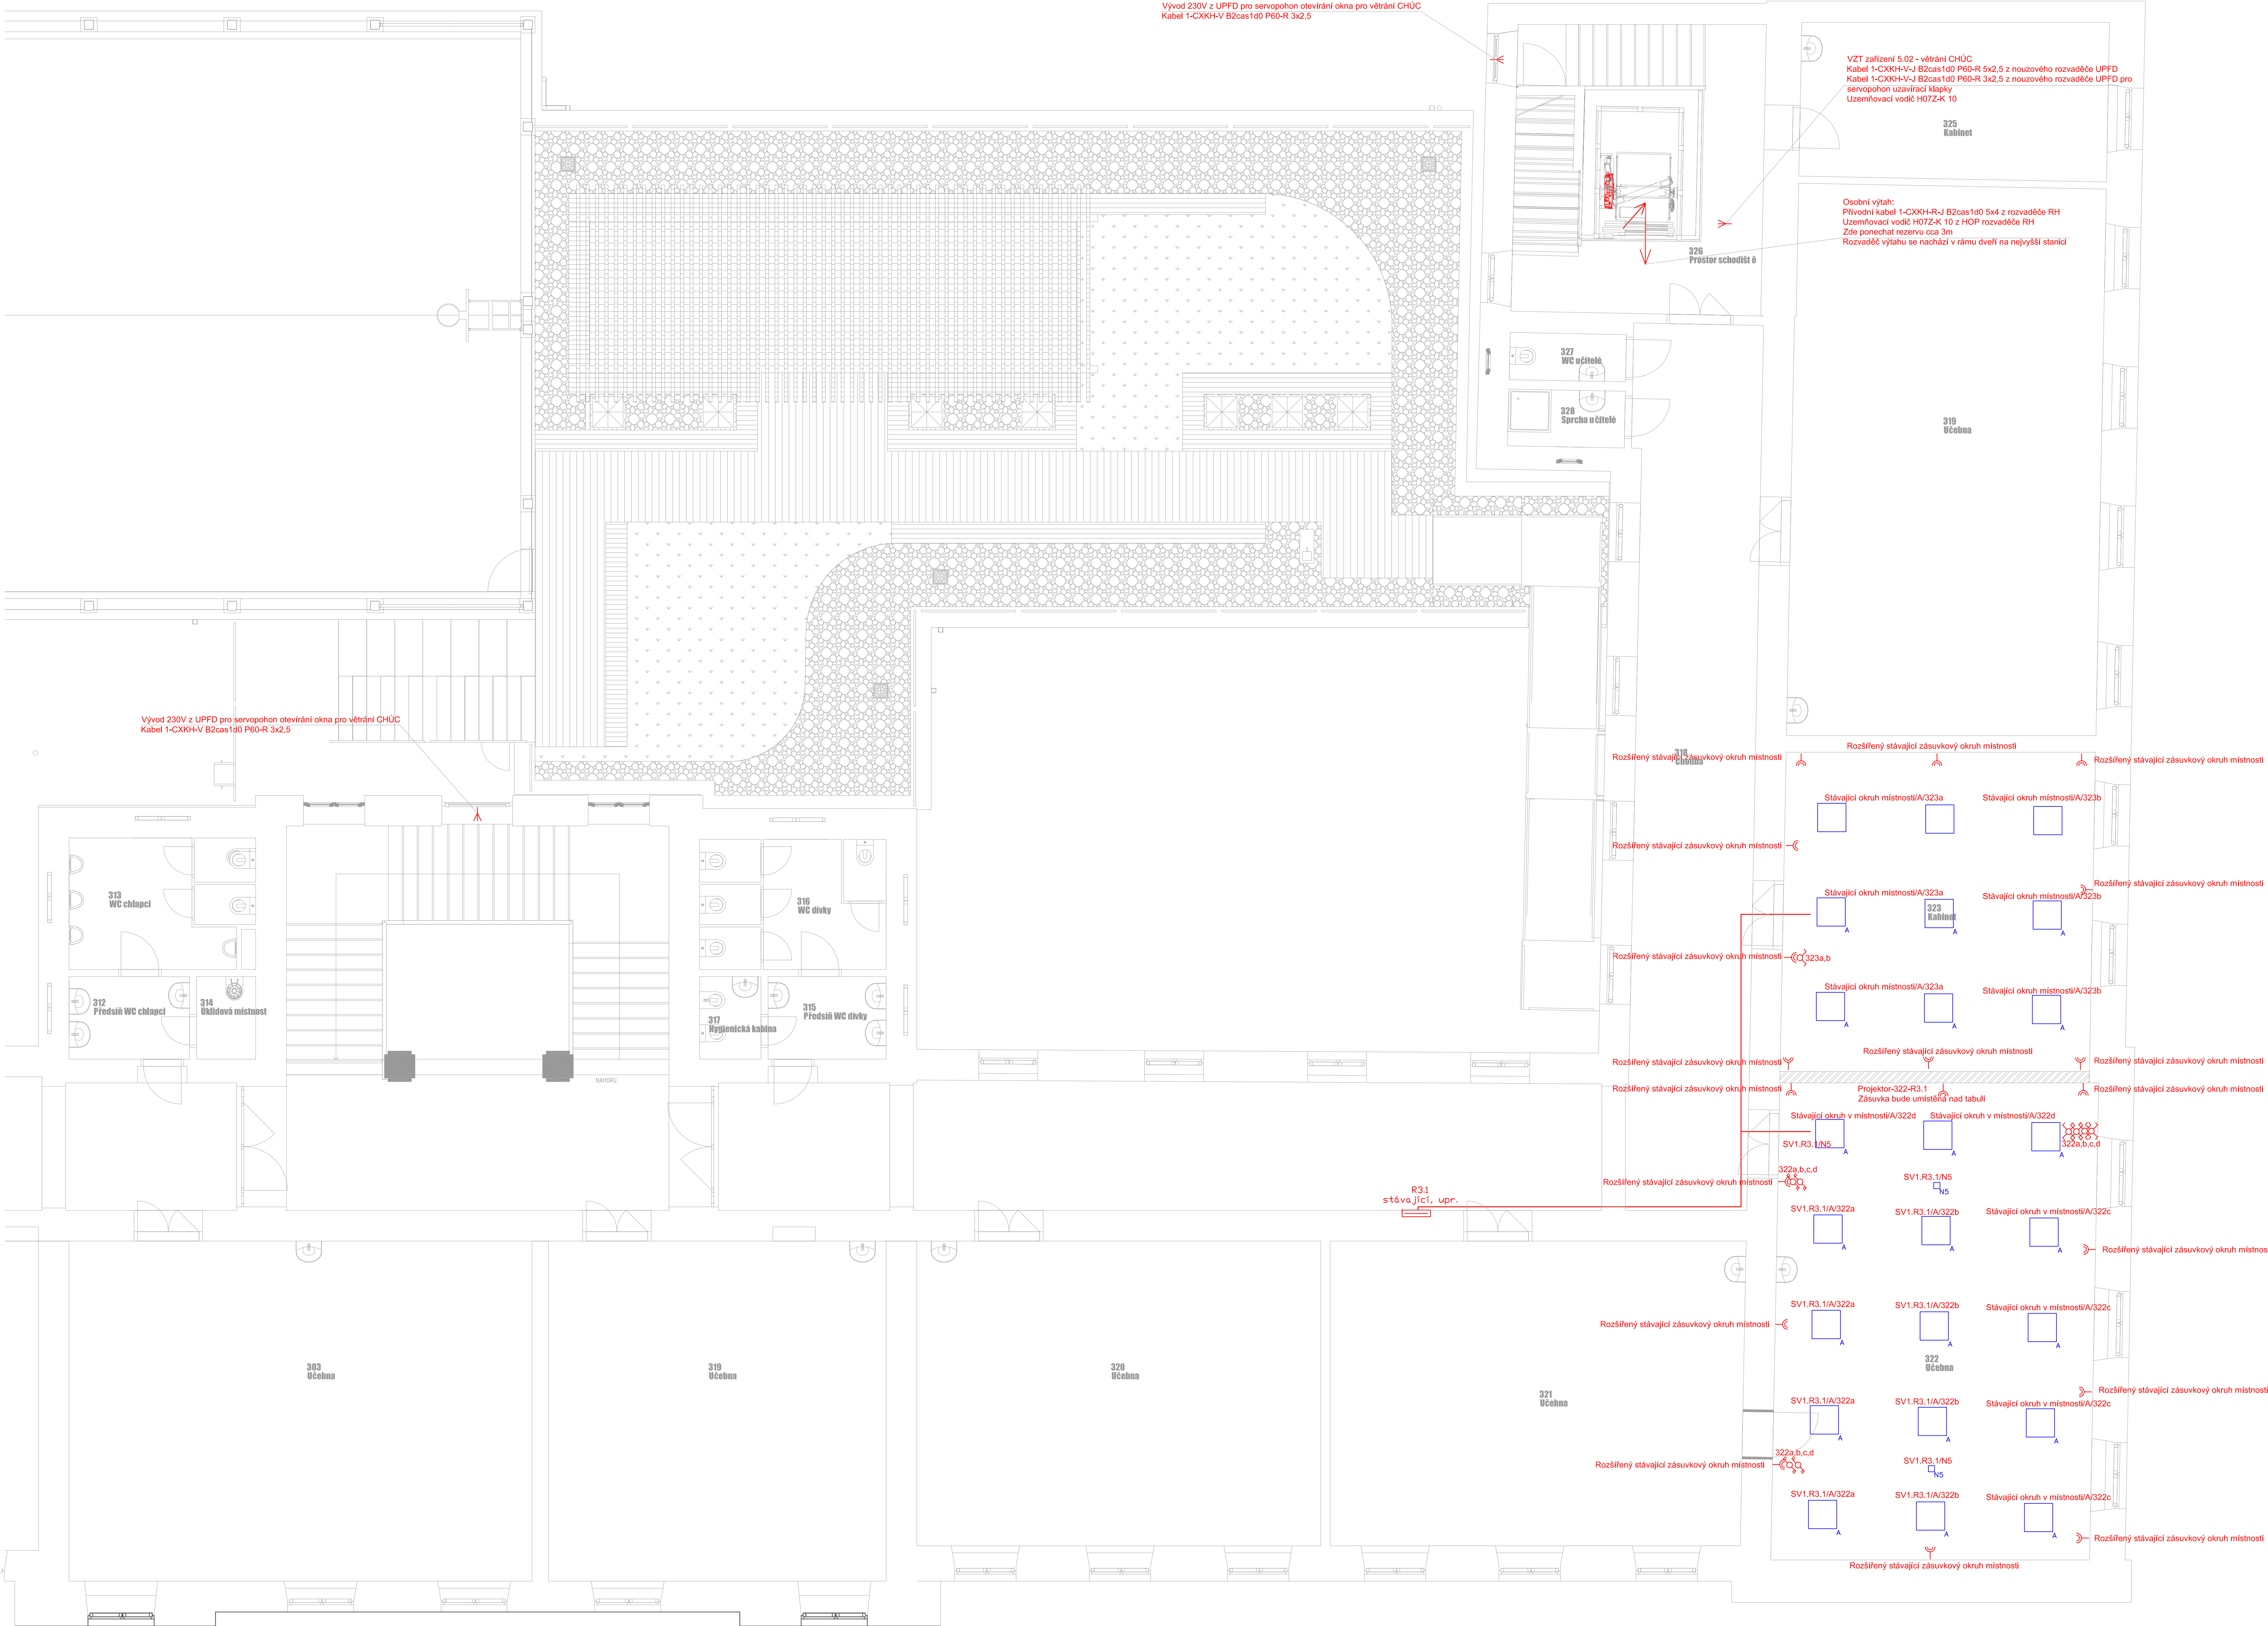 Vývod 230V z UPFD pro servopohon otevírání okna pro větrání CHÚC
Kabel 1-CXKH-V B2cas1d0 P60-R 3x2,5
VZT zařízení 5.02 - větrání CHÚC
Kabel 1-CXKH-V-J B2cas1d0 P60-R 5x2,5 z nouzového rozvaděče UPFD
Kabel 1-CXKH-V-J B2cas1d0 P60-R 3x2,5 z nouzového rozvaděče UPFD pro
servopohon uzavírací klapky
Uzemňovací vodič H07Z-K 10
325
Kabinet
Osobní výtah:
Přívodní kabel 1-CXKH-R-J B2cas1d0 5x4 z rozvaděče RH
Uzemňovací vodič H07Z-K 10 z HOP rozvaděče RH
Zde ponechat rezervu cca 3m
Rozvaděč výtahu se nachází v rámu dveří na nejvyšší stanici
326
Prostor schodišt ě
327
WC učitelé
328
Sprcha učitelé
319
Učebna
Vývod 230V z UPFD pro servopohon otevírání okna pro větrání CHÚC
Kabel 1-CXKH-V B2cas1d0 P60-R 3x2,5
318
Chodba
Rozšířený stávající zásuvkový okruh místnosti
Rozšířený stávající zásuvkový okruh místnosti
Rozšířený stávající zásuvkový okruh místnosti
Stávající okruh místnosti/A/323a
Stávající okruh místnosti/A/323b
Rozšířený stávající zásuvkový okruh místnosti
Rozšířený stávající zásuvkový okruh místnosti
Stávající okruh místnosti/A/323a
Stávající okruh místnosti/A/323b
323
Kabinet
A
A
A
Rozšířený stávající zásuvkový okruh místnosti
323a,b
Stávající okruh místnosti/A/323a
Stávající okruh místnosti/A/323b
A
A
A
313
WC chlapci
316
WC dívky
312
Předsíň WC chlapci
314
Úklidová místnost
317
Hygienická kabina
315
Předsíň WC dívky
NAHORU
Rozšířený stávající zásuvkový okruh místnosti
Rozšířený stávající zásuvkový okruh místnosti
Rozšířený stávající zásuvkový okruh místnosti
Rozšířený stávající zásuvkový okruh místnosti
Projektor-322-R3.1
Zásuvka bude umístěna nad tabulí
Rozšířený stávající zásuvkový okruh místnosti
Stávající okruh v místnosti/A/322d
Stávající okruh v místnosti/A/322d
SV1.R3.1/N5
A
A
322a,b,c,d
322a,b,c,d
Rozšířený stávající zásuvkový okruh místnosti
SV1.R3.1/N5
N5
R3.1
stávající, upr.
SV1.R3.1/A/322a
SV1.R3.1/A/322b
Stávající okruh v místnosti/A/322c
A
A
A
Rozšířený stávající zásuvkový okruh místnos
SV1.R3.1/A/322a
SV1.R3.1/A/322b
Stávající okruh v místnosti/A/322c
Rozšířený stávající zásuvkový okruh místnosti
A
A
A
322
Učebna
303
Učebna
319
Učebna
320
Učebna
321
Učebna
Rozšířený stávající zásuvkový okruh místnosti
SV1.R3.1/A/322a
SV1.R3.1/A/322b
Stávající okruh v místnosti/A/322c
A
A
A
322a,b,c,d
Rozšířený stávající zásuvkový okruh místnosti
SV1.R3.1/N5
N5
SV1.R3.1/A/322a
SV1.R3.1/A/322b
Stávající okruh v místnosti/A/322c
A
A
A
Rozšířený stávající zásuvkový okruh místnosti
Rozšířený stávající zásuvkový okruh místnosti